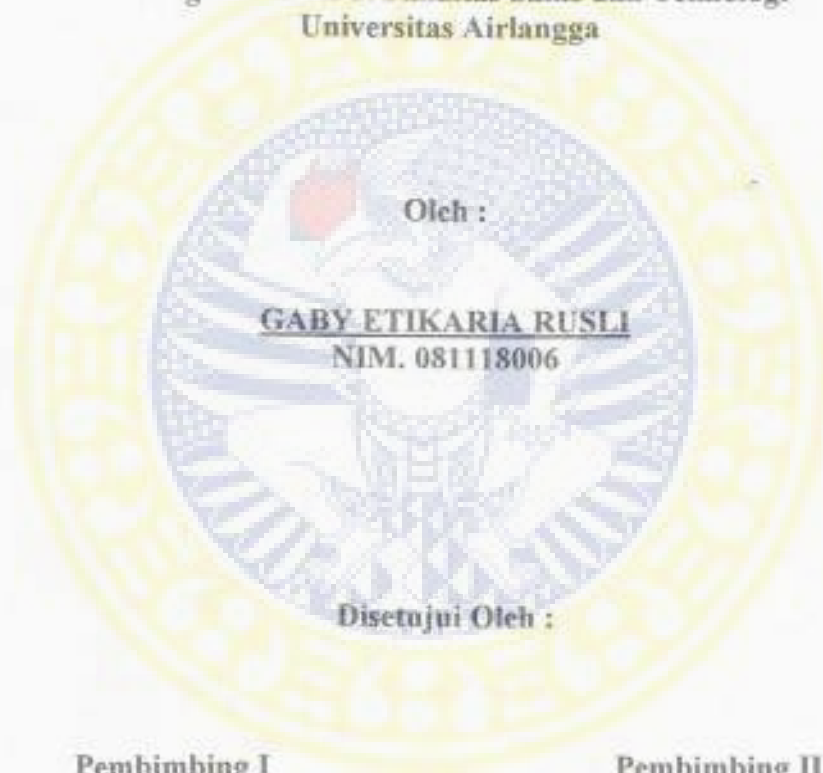 Universitas Airlangga
Oleh :
GABY ETIKARIA RUSLI
NIM. 081118006
Disetujui Oleh :
Pembimbing I
Pembimbing II